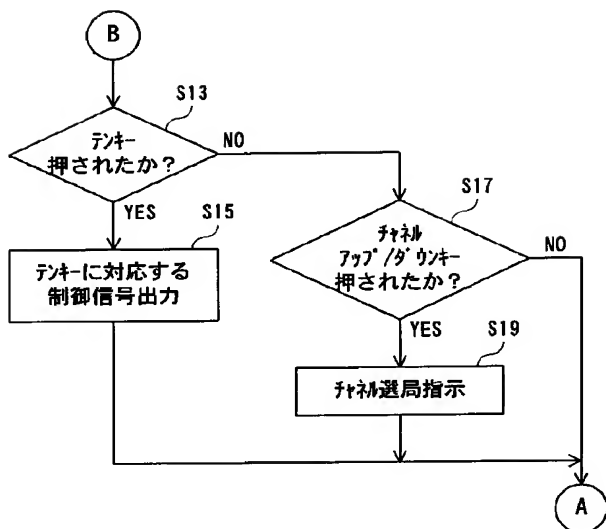 B
S13
ﾃﾝｷｰ
押されたか？
NO
YES
S15
ﾃﾝｷｰに対応する
制御信号出力
S17
ﾁｬﾈﾙ
ｱｯﾌﾟ/ﾀﾞｳﾝｷｰ
押されたか？
NO
YES
S19
ﾁｬﾈﾙ選局指示
A